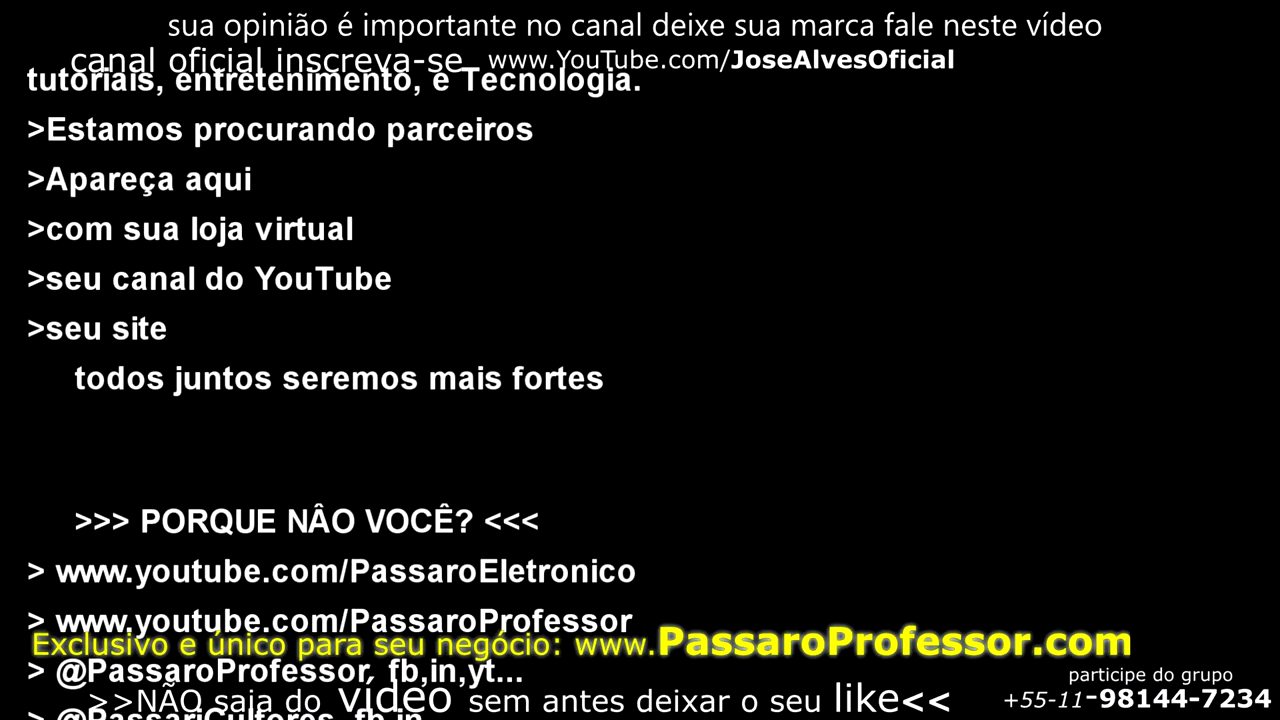 sua opinião é importante no canal deixe sua marca fale neste vídeo
canal oficial inscreva-se www.YouTube.com/JoseAlvesOficial
tutoriais, entretenimento, e Tecnologia.
>Estamos procurando parceiros
>Apareça aqui
>com sua loja virtual
>seu canal do YouTube
>seu site
todos juntos seremos mais fortes
>>> PORQUE NÂO VOCÊ? <<<
> www.youtube.com/PassaroEletronico
> www.youtube.com/PassaroProfessor
Exclusivo e único para seu negócio: www.PassaroProfessor.com
> @PassaroProfessor, fb,in,yt...
participe do grupo
>>NÃO saia do vídeo sem antes deixar o seu like<<
+55-11-98144-7234
> @PassariCultores, fb,in